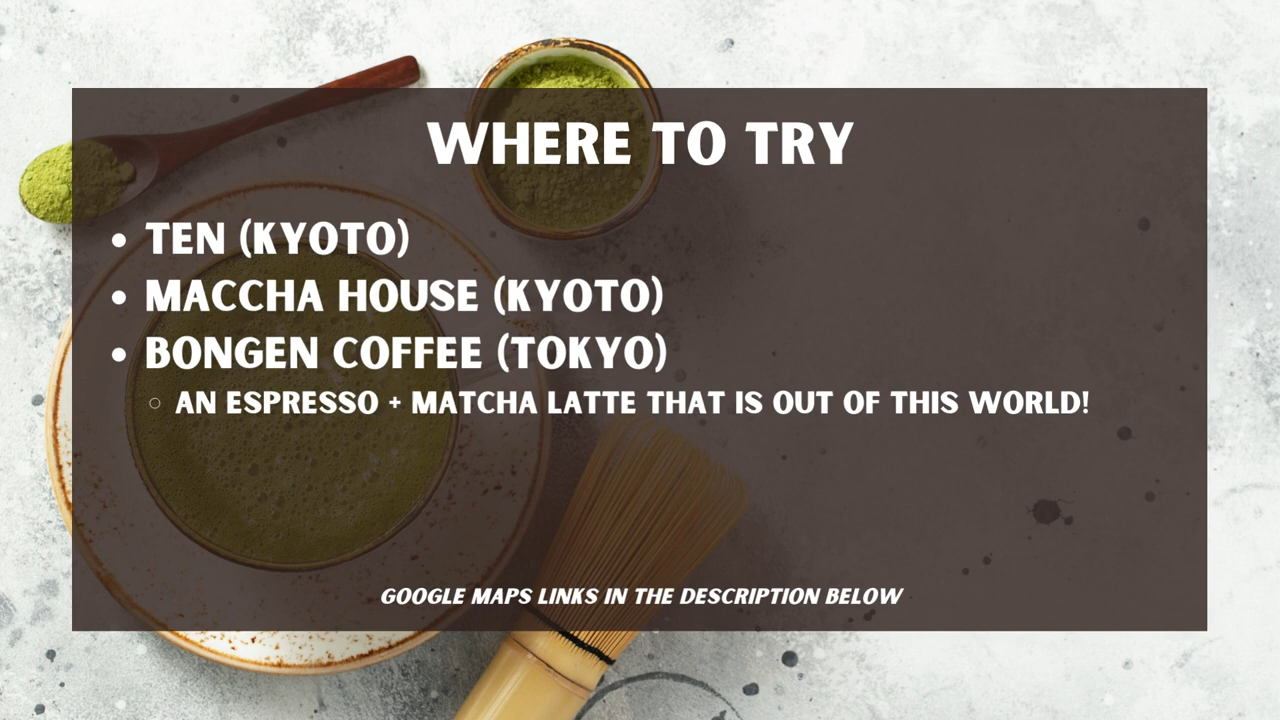 WHERE TO TRY
• TEN (KYOTO)
• MACCHA HOUSE (KYOTO)
• BONGEN COFFEE (TOKYO)
○ AN ESPRESSO + MATCHA LATTE THAT IS OUT OF THIS WORLD!
GOOGLE MAPS LINKS IN THE DESCRIPTION BELOW